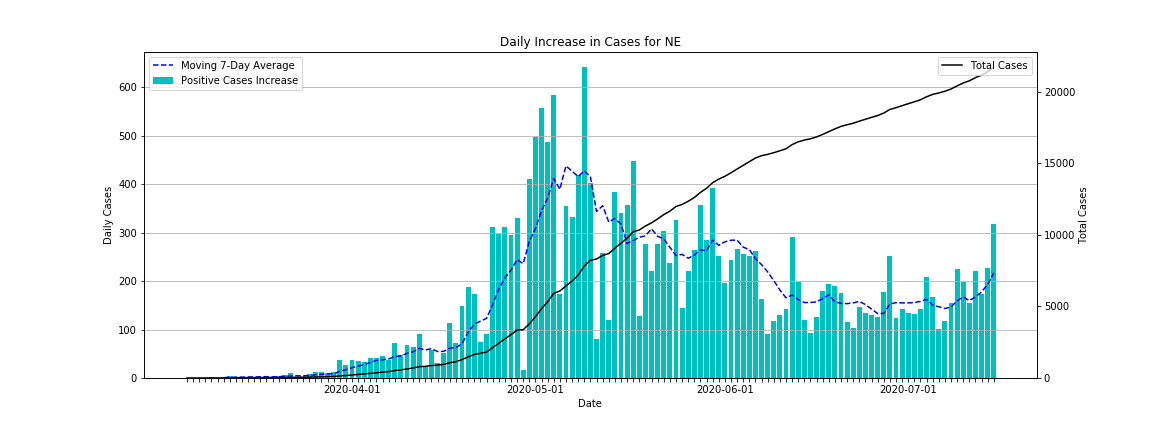 Daily Increase in Cases for NE
Moving 7-Day Average
Positive Cases Increase
Total Cases
600
500
400
300
200
100
0
20000
15000
10000
5000
0
Daily Cases
Total Cases
2020-04-01
2020-05-01
2020-06-01
2020-07-01
Date